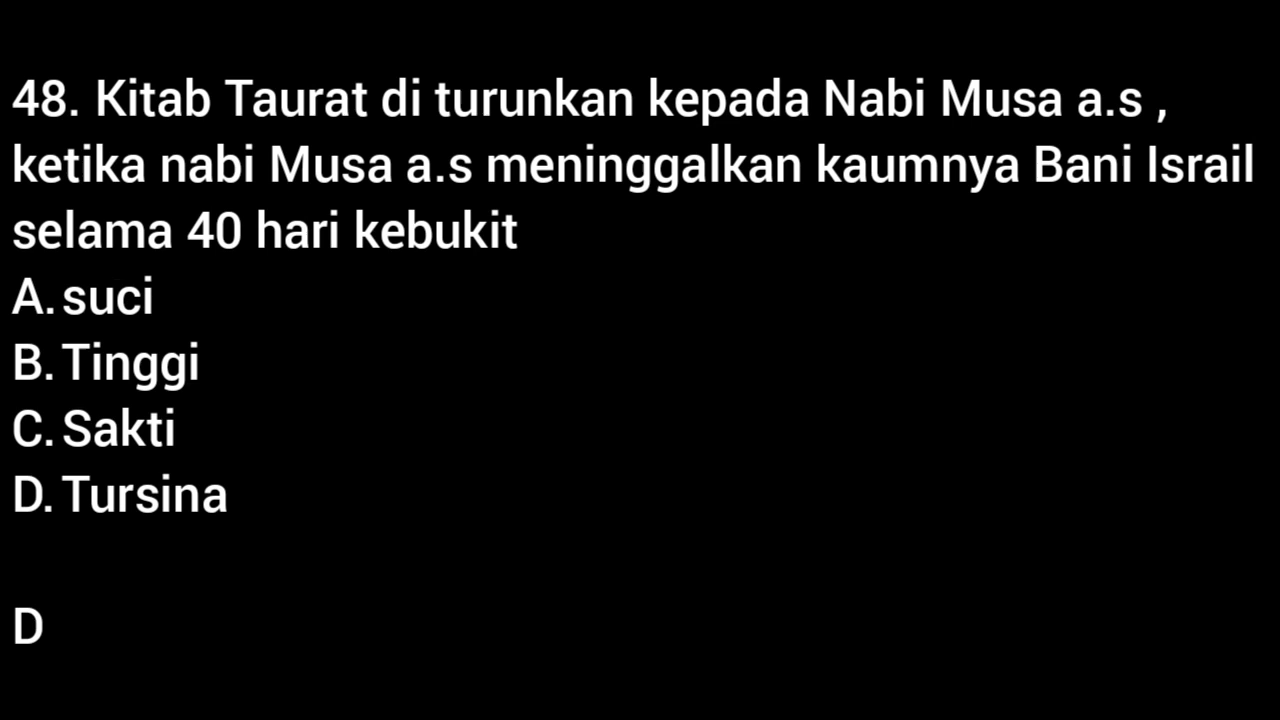 48. Kitab Taurat di turunkan kepada Nabi Musa a.s ,
ketika nabi Musa a.s meninggalkan kaumnya Bani Israil
selama 40 hari kebukit
A. suci
B. Tinggi
C. Sakti
D. Tursina
D